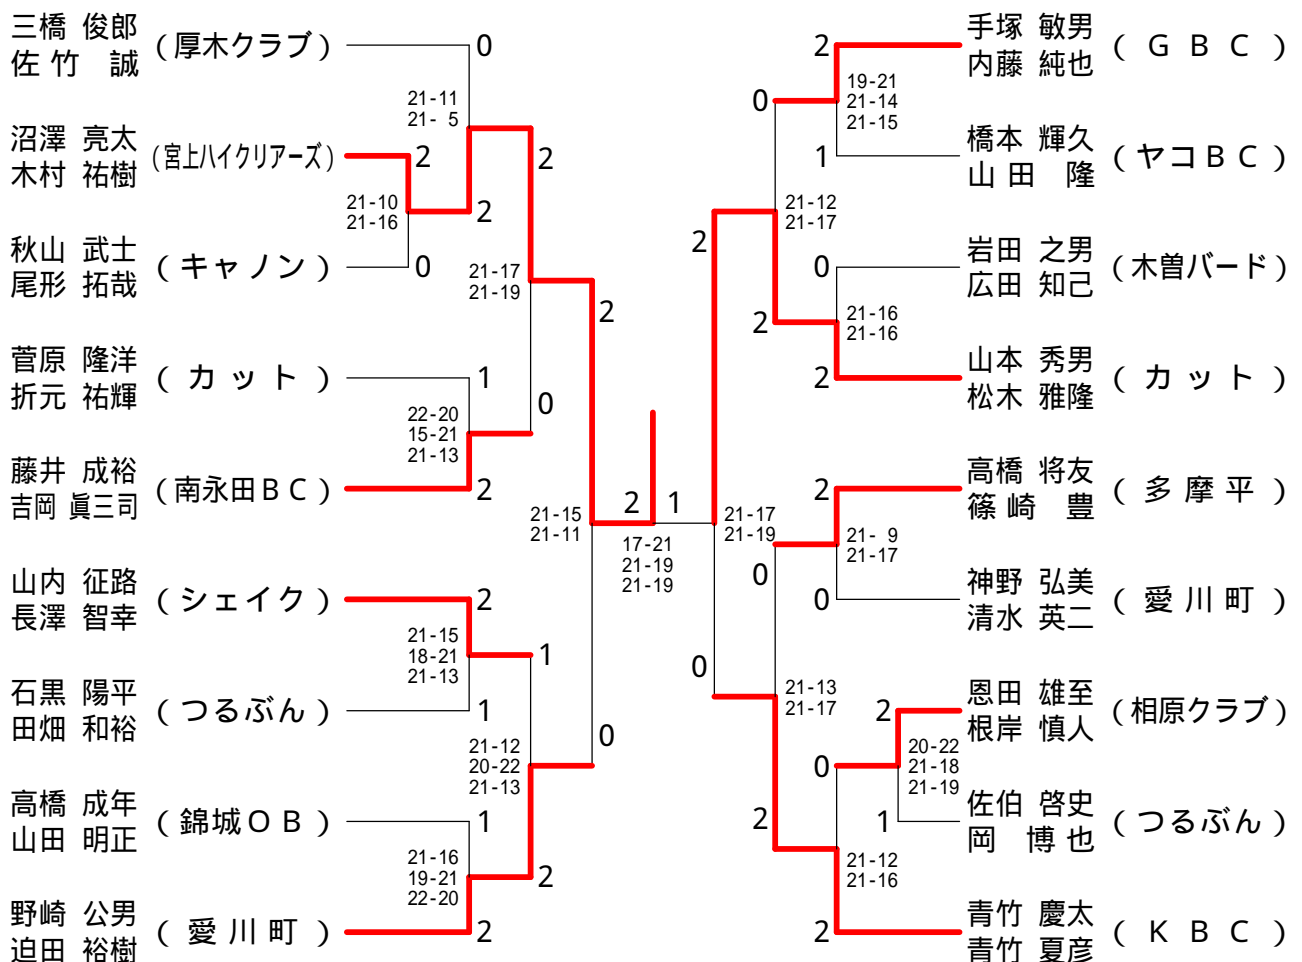 三橋 俊郎
佐竹 誠
(厚木クラブ)
0
21-11
21- 5
沼澤 亮太
木村 祐樹
(宮上ハイクリアーズ)
2
2
21-10
21-16
2
秋山 武士
尾形 拓哉
(キャノン)
0
21-17
21-19
2
菅原 隆洋
折元 祐輝
(カット)
1
0
22-20
15-21
21-13
藤井 成裕
吉岡 眞三司
(南永田BC)
2
21-15
21-11
山内 征路
長澤 智幸
(シェイク)
2
21-15
18-21
21-13
1
石黒 陽平
田畑 和裕
(つるぶん)
1
0
21-12
20-22
21-13
高橋 成年
山田 明正
(錦城OB)
1
21-16
19-21
22-20
2
野崎 公男
迫田 裕樹
(愛川町)
2
2
1
17-21
21-19
21-19
手塚 敏男
内藤 純也
(GBC)
2
0
19-21
21-14
21-15
橋本 輝久
山田 隆
(ヤコBC)
1
21-12
21-17
2
岩田 之男
広田 知己
(木曽バード)
0
21-16
21-16
2
山本 秀男
松木 雅隆
(カット)
2
高橋 将友
篠崎 豊
(多摩平)
2
21-17
21-19
21- 9
21-17
0
神野 弘美
清水 英二
(愛川町)
0
0
21-13
21-17
恩田 雄至
根岸 慎人
(相原クラブ)
2
20-22
21-18
21-19
0
佐伯 啓史
岡 博也
(つるぶん)
1
2
21-12
21-16
青竹 慶太
青竹 夏彦
(KBC)
2